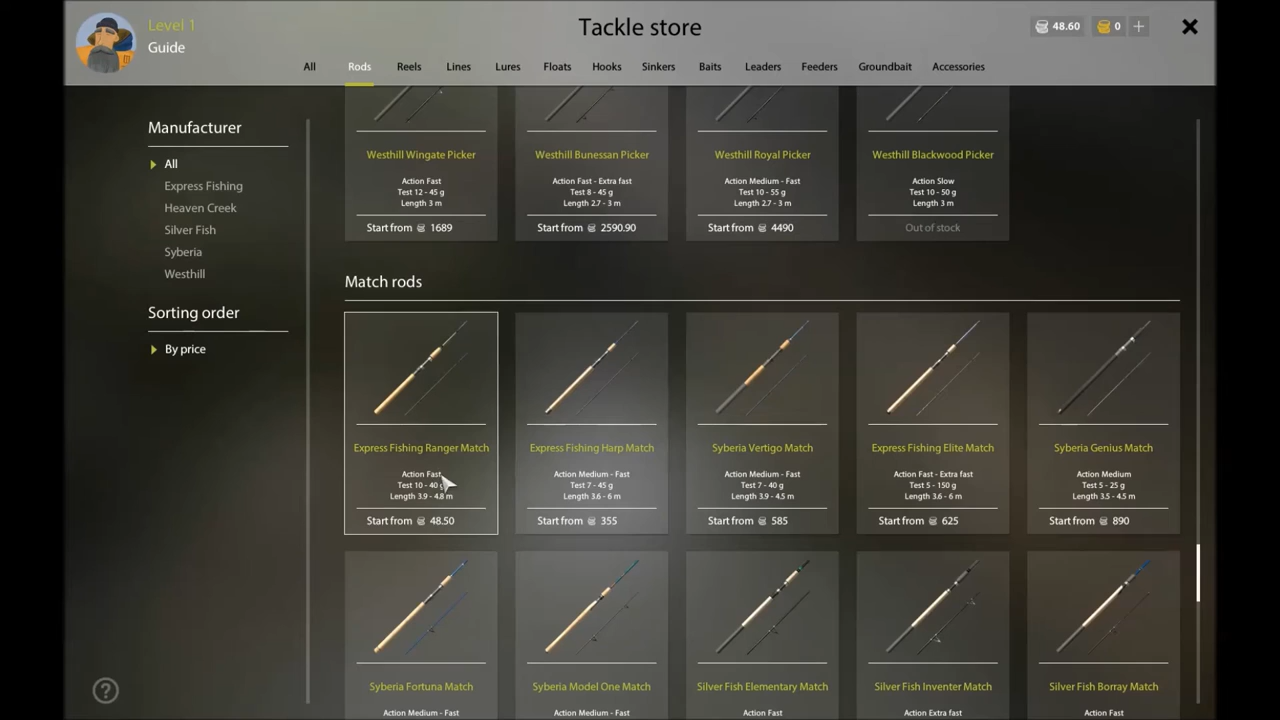 Level 1
Guide
Tackle store
48.60
0
+
All Rods Reels Lines Lures Floats Hooks Sinkers Baits Leaders Feeders Groundbait Accessories
Manufacturer
All
Express Fishing
Heaven Creek
Silver Fish
Syberia
Westhill
Sorting order
By price
Westhill Wingate Picker
Action Fast
Test 12 - 45 g
Length 3 m
Start from 1689
Westhill Bunessan Picker
Action Fast - Extra fast
Test 8 - 45 g
Length 2.7 - 3 m
Start from 2590.90
Westhill Royal Picker
Action Medium - Fast
Test 10 - 55 g
Length 2.7 - 3 m
Start from 4490
Westhill Blackwood Picker
Action Slow
Test 10 - 50 g
Length 3 m
Out of stock
Match rods
Express Fishing Ranger Match
Action Fast
Test 10 - 40 g
Length 3.9 - 4.8 m
Start from 48.50
Express Fishing Harp Match
Action Medium - Fast
Test 7 - 45 g
Length 3.6 - 6 m
Start from 355
Syberia Vertigo Match
Action Medium - Fast
Test 7 - 40 g
Length 3.9 - 4.5 m
Start from 585
Express Fishing Elite Match
Action Fast - Extra fast
Test 5 - 150 g
Length 3.6 - 6 m
Start from 625
Syberia Genius Match
Action Medium
Test 5 - 25 g
Length 3.5 - 4.5 m
Start from 890
Syberia Fortuna Match
Action Medium - Fast
Syberia Model One Match
Action Medium - Fast
Silver Fish Elementary Match
Action Fast
Silver Fish Inventer Match
Action Extra fast
Silver Fish Borray Match
Action Fast
?